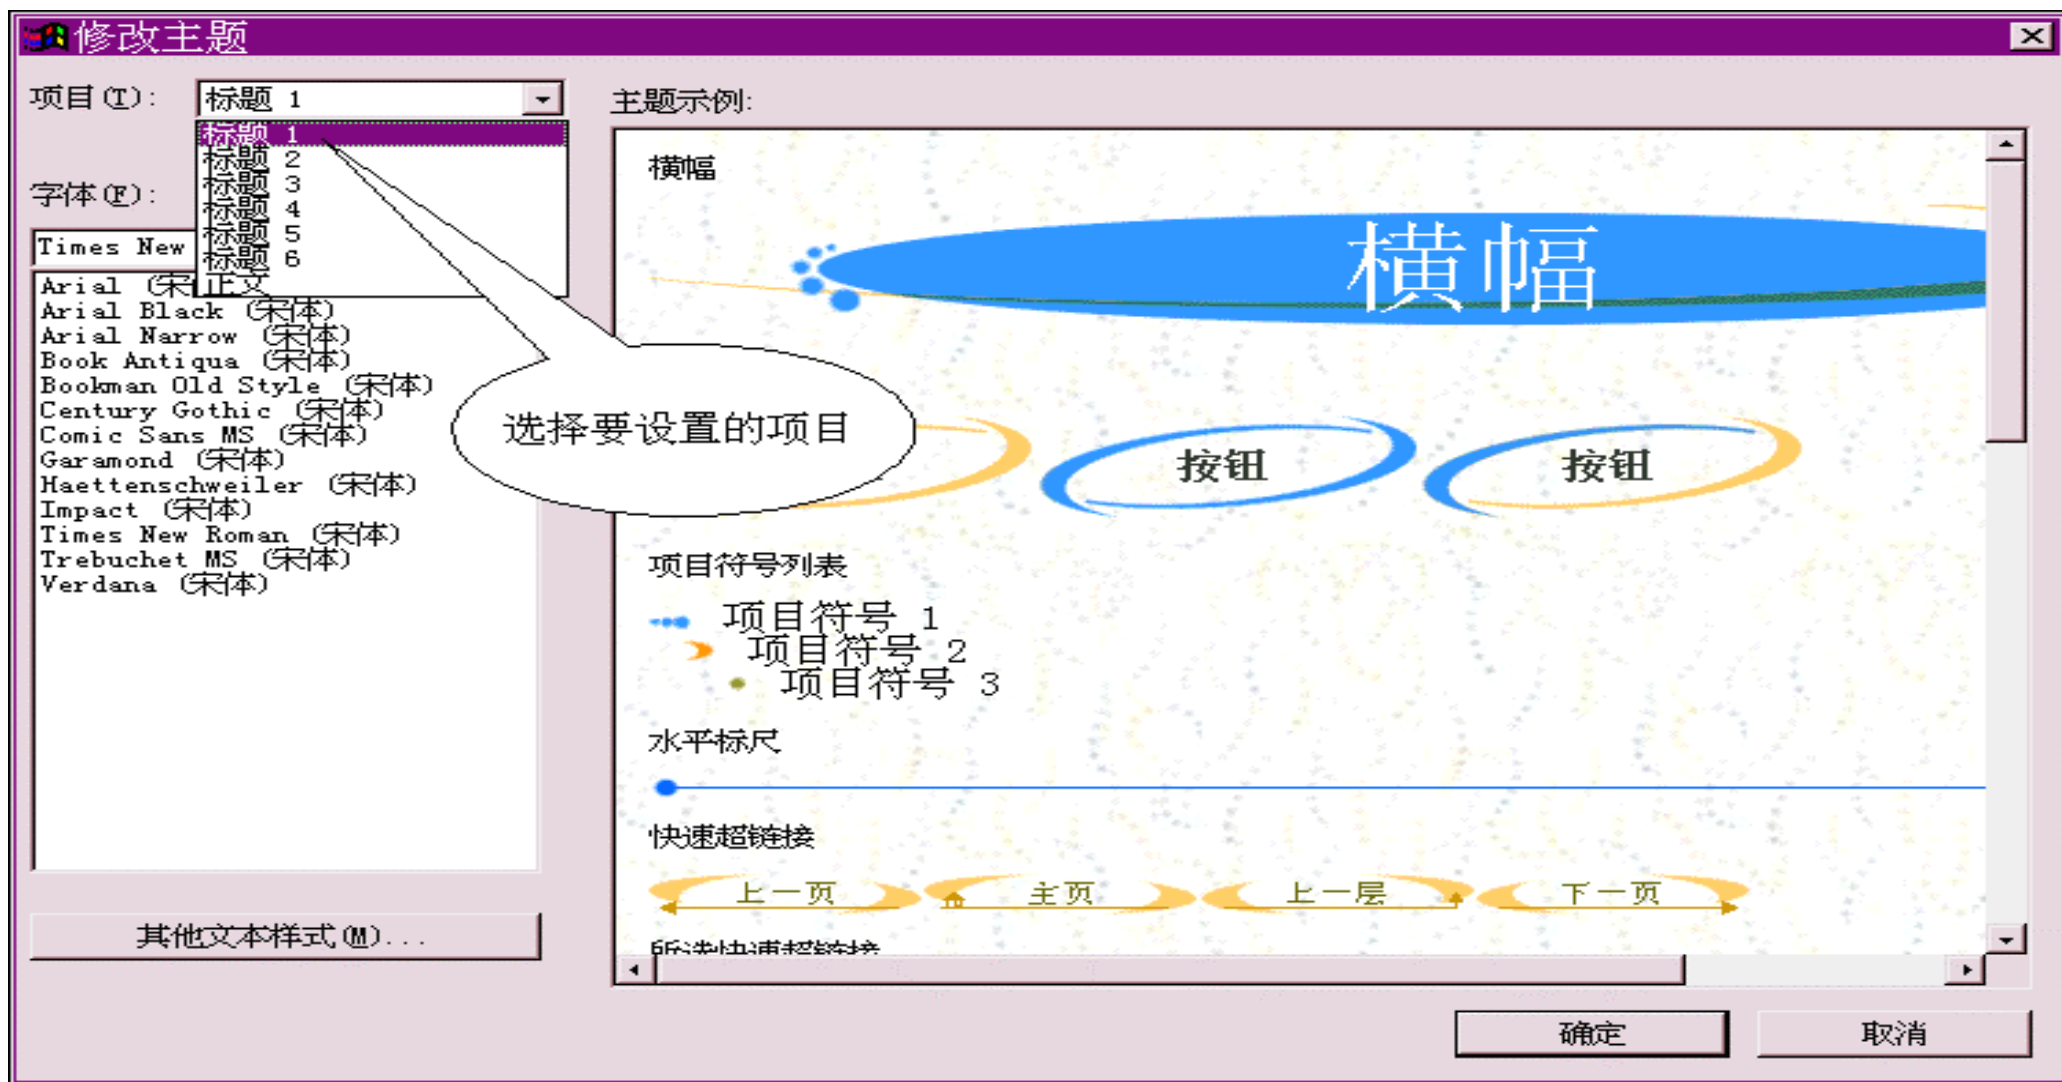 修改主题
项目(T):
标题 1
标题 1
标题 2
标题 3
标题 4
标题 5
标题 6
正文
字体(F):
Times New
Arial (宋
Arial Black (宋体)
Arial Narrow (宋体)
Book Antiqua (宋体)
Bookman Old Style (宋体)
Century Gothic (宋体)
Comic Sans MS (宋体)
Garamond (宋体)
Haettenschweiler (宋体)
Impact (宋体)
Times New Roman (宋体)
Trebuchet MS (宋体)
Verdana (宋体)
其他文本样式(M)...
选择要设置的项目
主题示例:
横幅
横幅
按钮 按钮
项目符号列表
项目符号 1
项目符号 2
项目符号 3
水平标尺
快速超链接
上一页 主页 上一层 下一页
所选快速超链接
确定 取消